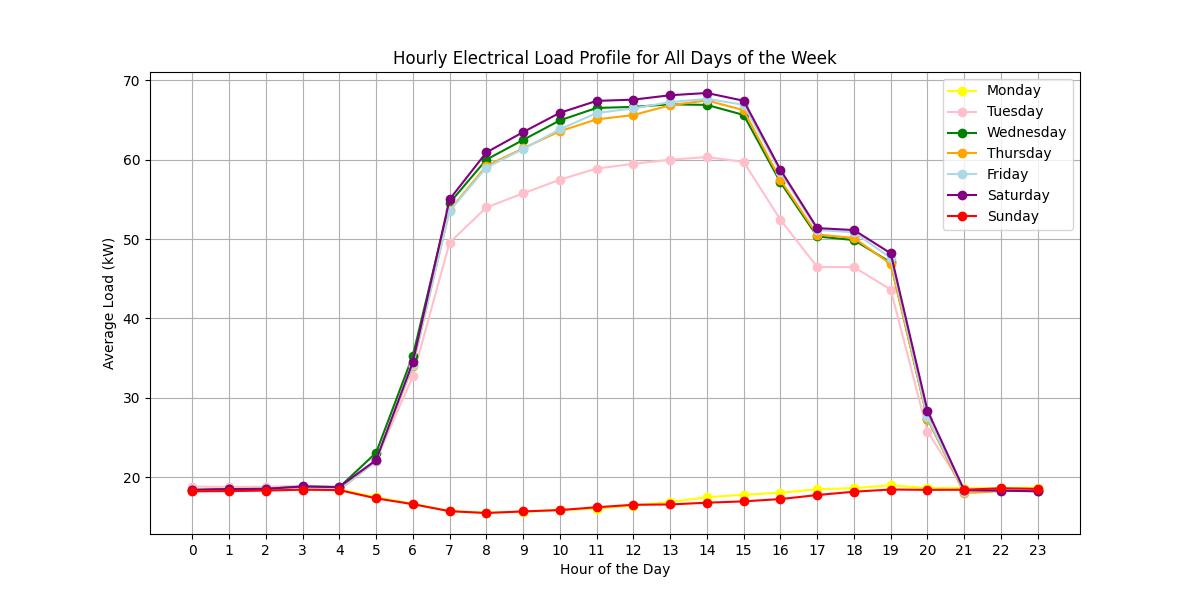 Hourly Electrical Load Profile for All Days of the Week
Average Load (kW)
70
60
50
40
30
20
Monday
Tuesday
Wednesday
Thursday
Friday
Saturday
Sunday
0 1 2 3 4 5 6 7 8 9 10 11 12 13 14 15 16 17 18 19 20 21 22 23
Hour of the Day